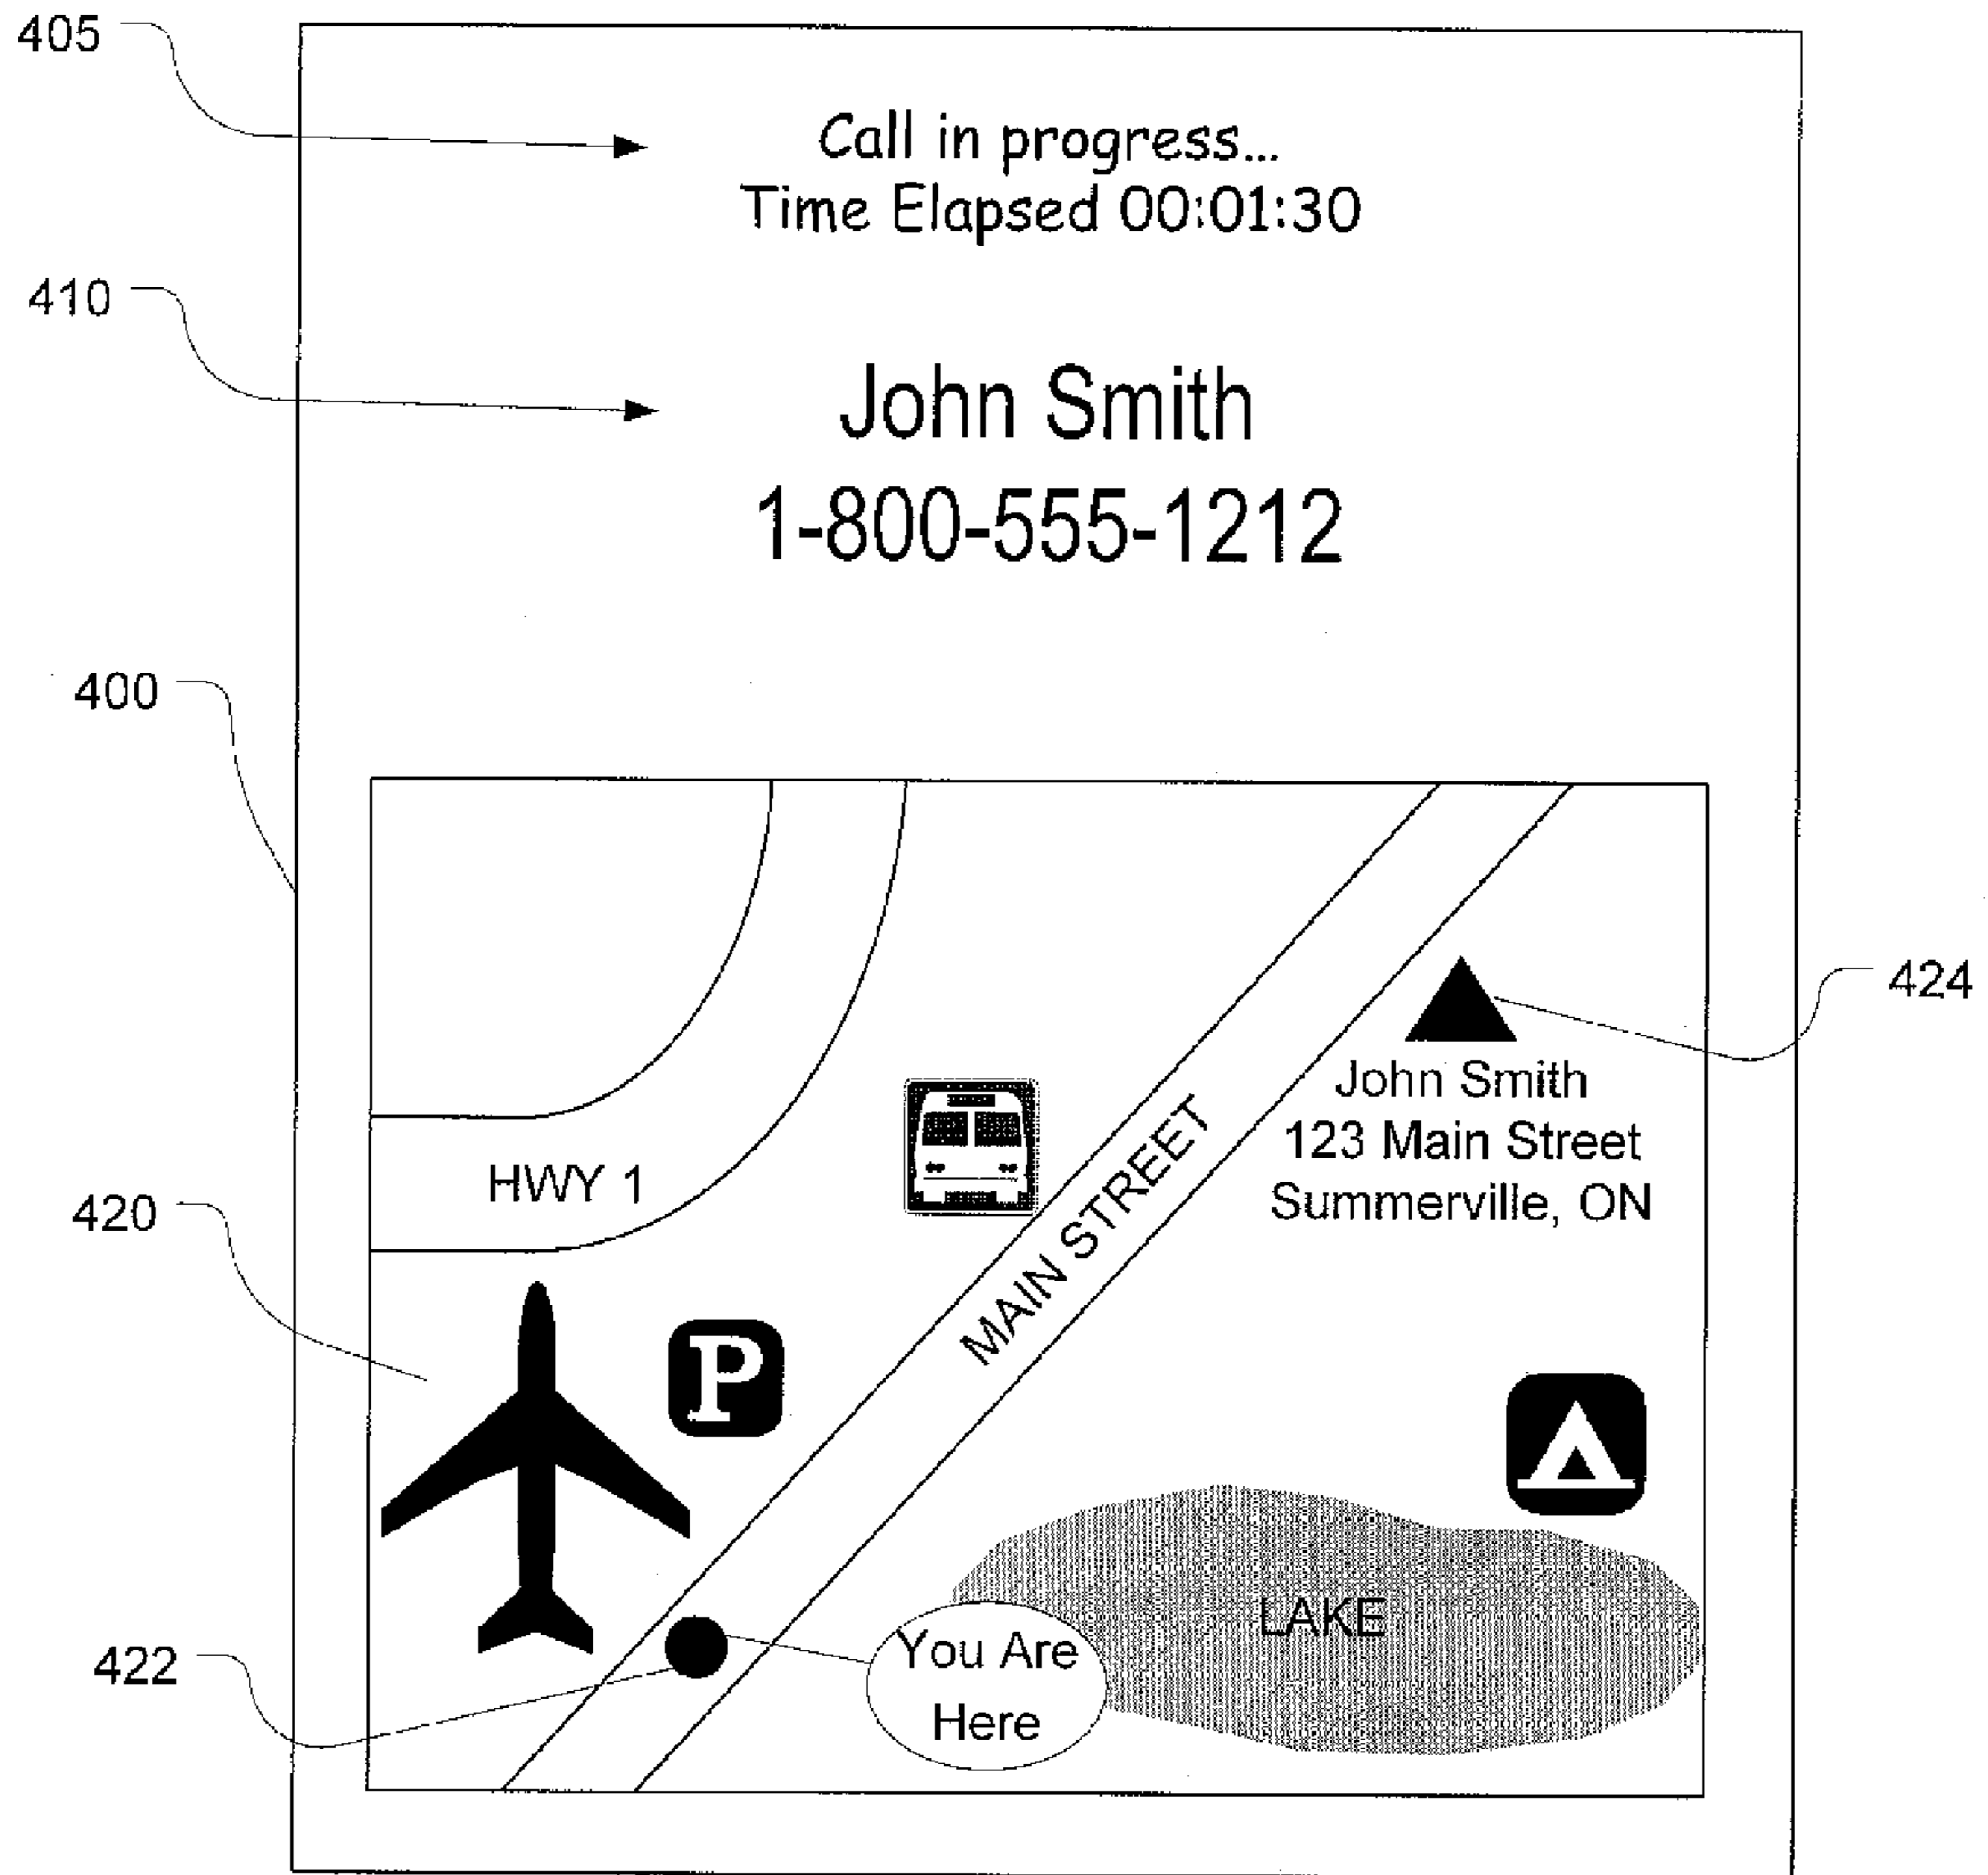 405
Call in progress...
Time Elapsed 00:01:30
410
John Smith
1-800-555-1212
400
424
John Smith
123 Main Street
Summerville, ON
HWY 1
MAIN STREET
420
P
LAKE
You Are
Here
422